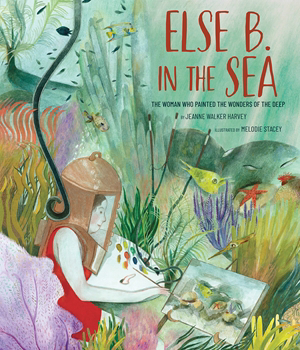 ELSE B.
IN THE SEA
THE WOMAN WHO PAINTED THE WONDERS OF THE DEEP
BY JEANNE WALKER HARVEY
ILLUSTRATED BY MELODIE STACEY